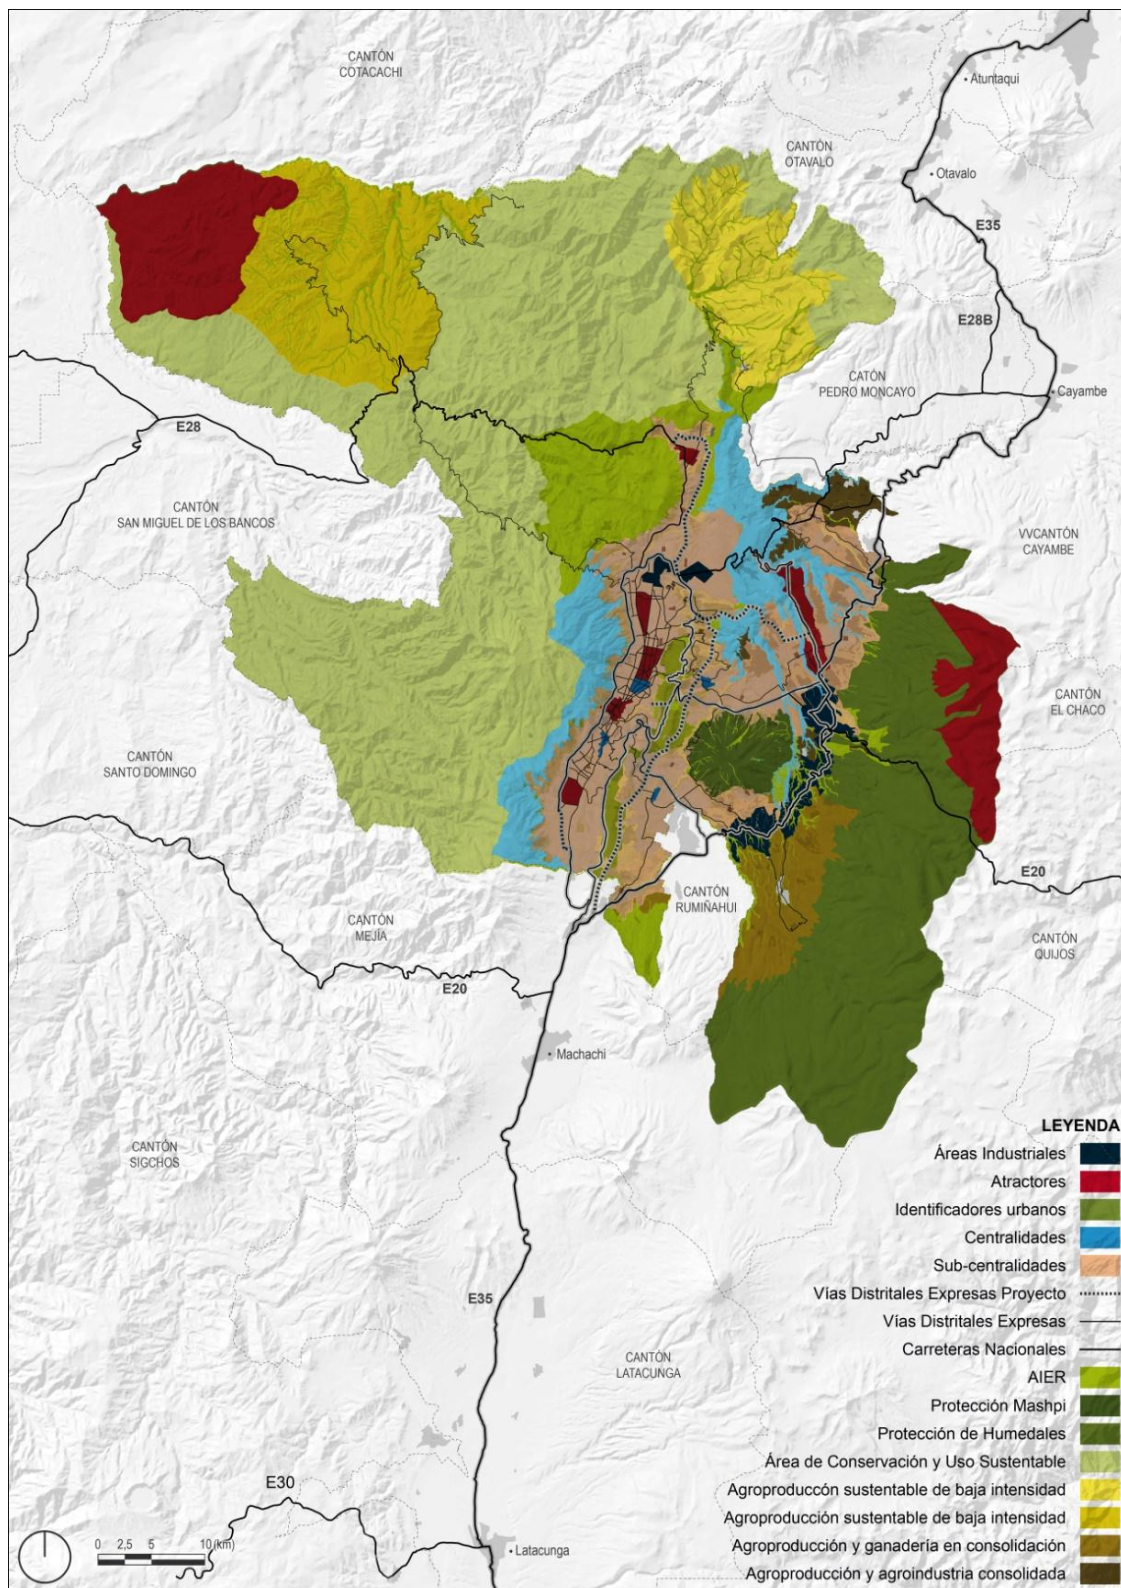 CANTÓN
COTACACHI
Atuntaqui
CANTÓN
OTAVALO
Otavalo
E35
E28B
CATÓN
PEDRO MONCAYO
Cayambe
E28
CANTÓN
SAN MIGUEL DE LOS BANCOS
VVCANTÓN
CAYAMBE
CANTÓN
EL CHACO
CANTÓN
SANTO DOMINGO
E20
CANTÓN
RUMIÑAHUI
CANTÓN
MEJÍA
CANTÓN
QUIJOS
E20
Machachi
CANTÓN
SIGCHOS
E35
CANTÓN
LATACUNGA
E30
Latacunga
0 2,5 5 10 (km)
LEYENDA
Áreas Industriales
Atractores
Identificadores urbanos
Centralidades
Sub-centralidades
Vías Distritales Expresas Proyecto
Vías Distritales Expresas
Carreteras Nacionales
AIER
Protección Mashpi
Protección de Humedales
Área de Conservación y Uso Sustentable
Agroproduccón sustentable de baja intensidad
Agroproducción sustentable de baja intensidad
Agroproducción y ganadería en consolidación
Agroproducción y agroindustria consolidada